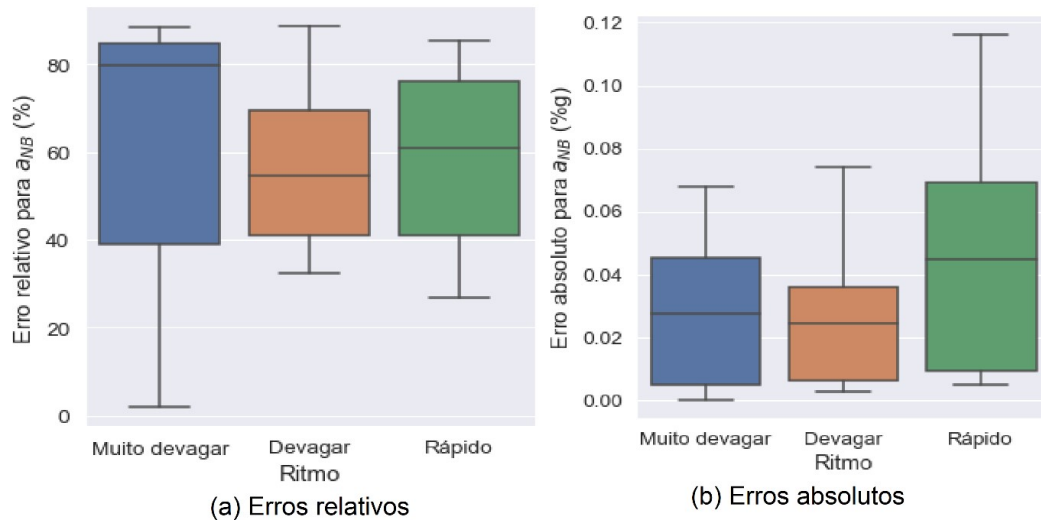 Erro relativo para a_NB (%)
80
60
40
20
0
Muito devagar Devagar Rápido
Ritmo
(a) Erros relativos
Erro absoluto para a_NB (%g)
0.12
0.10
0.08
0.06
0.04
0.02
0.00
Muito devagar Devagar Rápido
Ritmo
(b) Erros absolutos